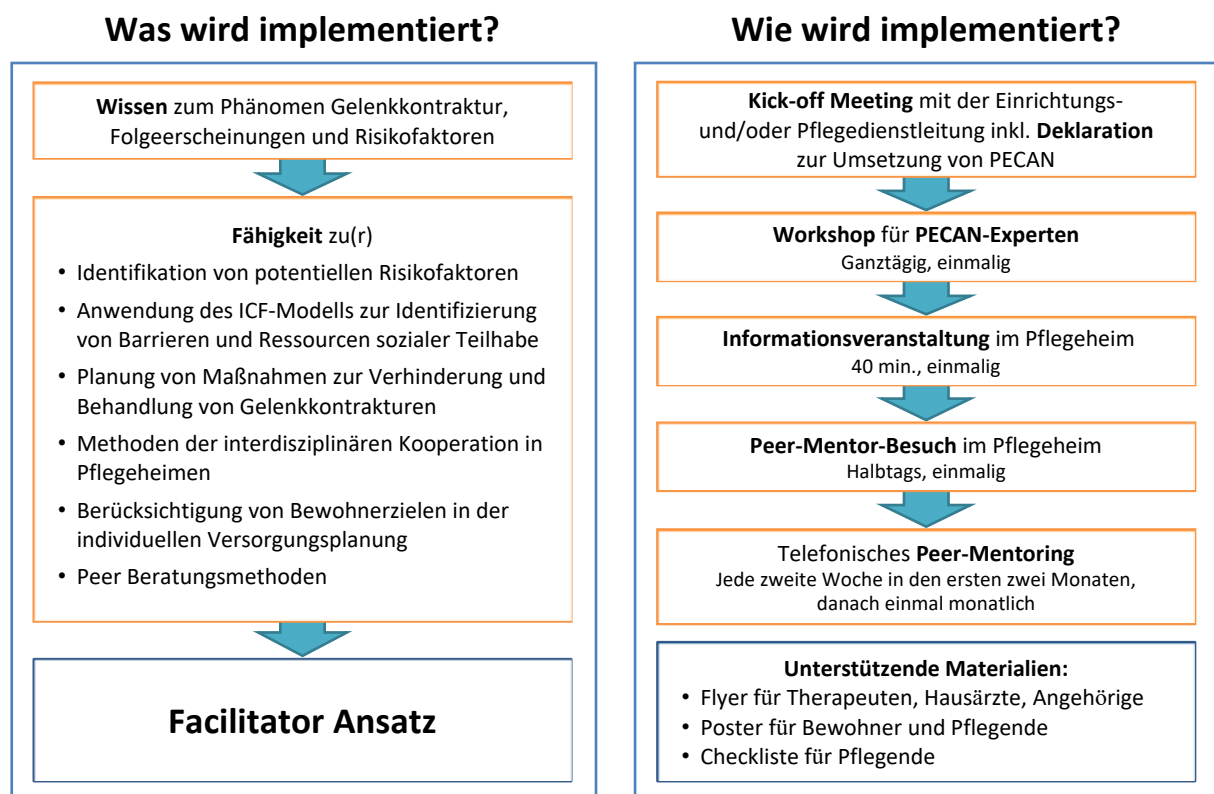 Was wird implementiert?
Wissen zum Phänomen Gelenkkontraktur,
Folgeerscheinungen und Risikofaktoren
Fähigkeit zu(r)
• Identifikation von potentiellen Risikofaktoren
• Anwendung des ICF-Modells zur Identifizierung
von Barrieren und Ressourcen sozialer Teilhabe
• Planung von Maßnahmen zur Verhinderung und
Behandlung von Gelenkkontrakturen
• Methoden der interdisziplinären Kooperation in
Pflegeheimen
• Berücksichtigung von Bewohnerzielen in der
individuellen Versorgungsplanung
• Peer Beratungsmethoden
Facilitator Ansatz
Wie wird implementiert?
Kick-off Meeting mit der Einrichtungs-
und/oder Pflegedienstleitung inkl. Deklaration
zur Umsetzung von PECAN
Workshop für PECAN-Experten
Ganztägig, einmalig
Informationsveranstaltung im Pflegeheim
40 min., einmalig
Peer-Mentor-Besuch im Pflegeheim
Halbtags, einmalig
Telefonisches Peer-Mentoring
Jede zweite Woche in den ersten zwei Monaten,
danach einmal monatlich
Unterstützende Materialien:
• Flyer für Therapeuten, Hausärzte, Angehörige
• Poster für Bewohner und Pflegende
• Checkliste für Pflegende